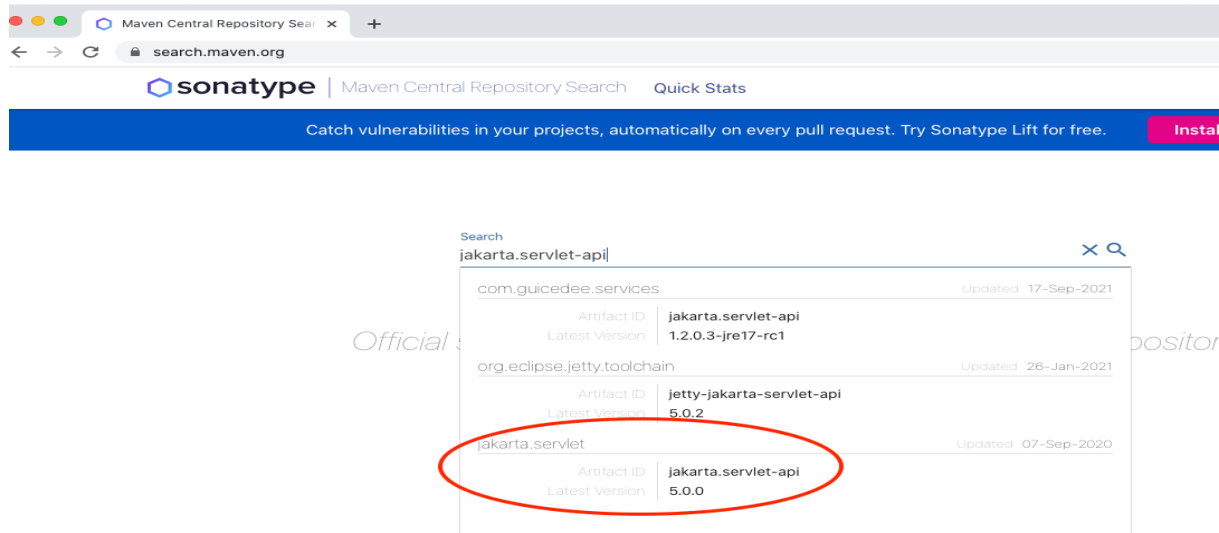 Maven Central Repository Sear
search.maven.org
sonatype | Maven Central Repository Search Quick Stats
Catch vulnerabilities in your projects, automatically on every pull request. Try Sonatype Lift for free. Instal
Search
jakarta.servlet-api
com.guicedee.services Updated 17-Sep-2021
Artifact ID jakarta.servlet-api
Latest Version 1.2.0.3-jre17-rc1
Official
org.eclipse.jetty.toolchain Updated 26-Jan-2021
Artifact ID jetty-jakarta-servlet-api
Latest Version 5.0.2
jakarta.servlet Updated 07-Sep-2020
Artifact ID jakarta.servlet-api
Latest Version 5.0.0